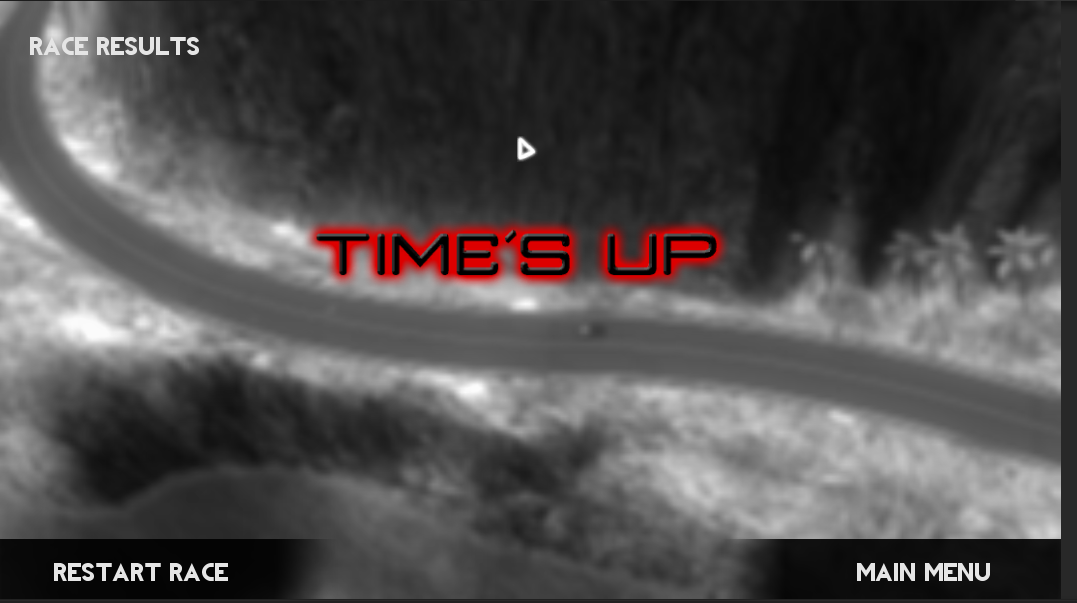 RACE RESULTS
TIME'S UP
RESTART RACE
MAIN MENU